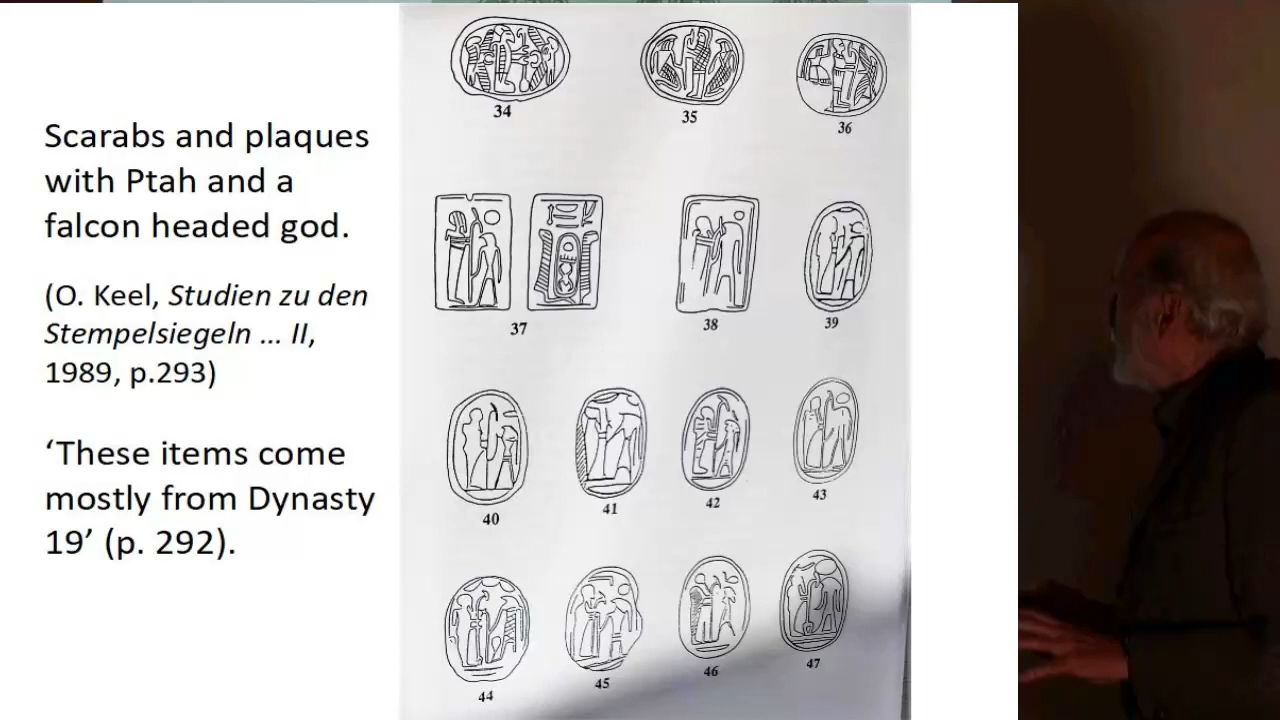 Scarabs and plaques
with Ptah and a
falcon headed god.
(O. Keel, Studien zu den
Stempelsiegeln ... II,
1989, p.293)
‘These items come
mostly from Dynasty
19’ (p. 292).
34
35
36
37
38
39
40
41
42
43
44
45
46
47